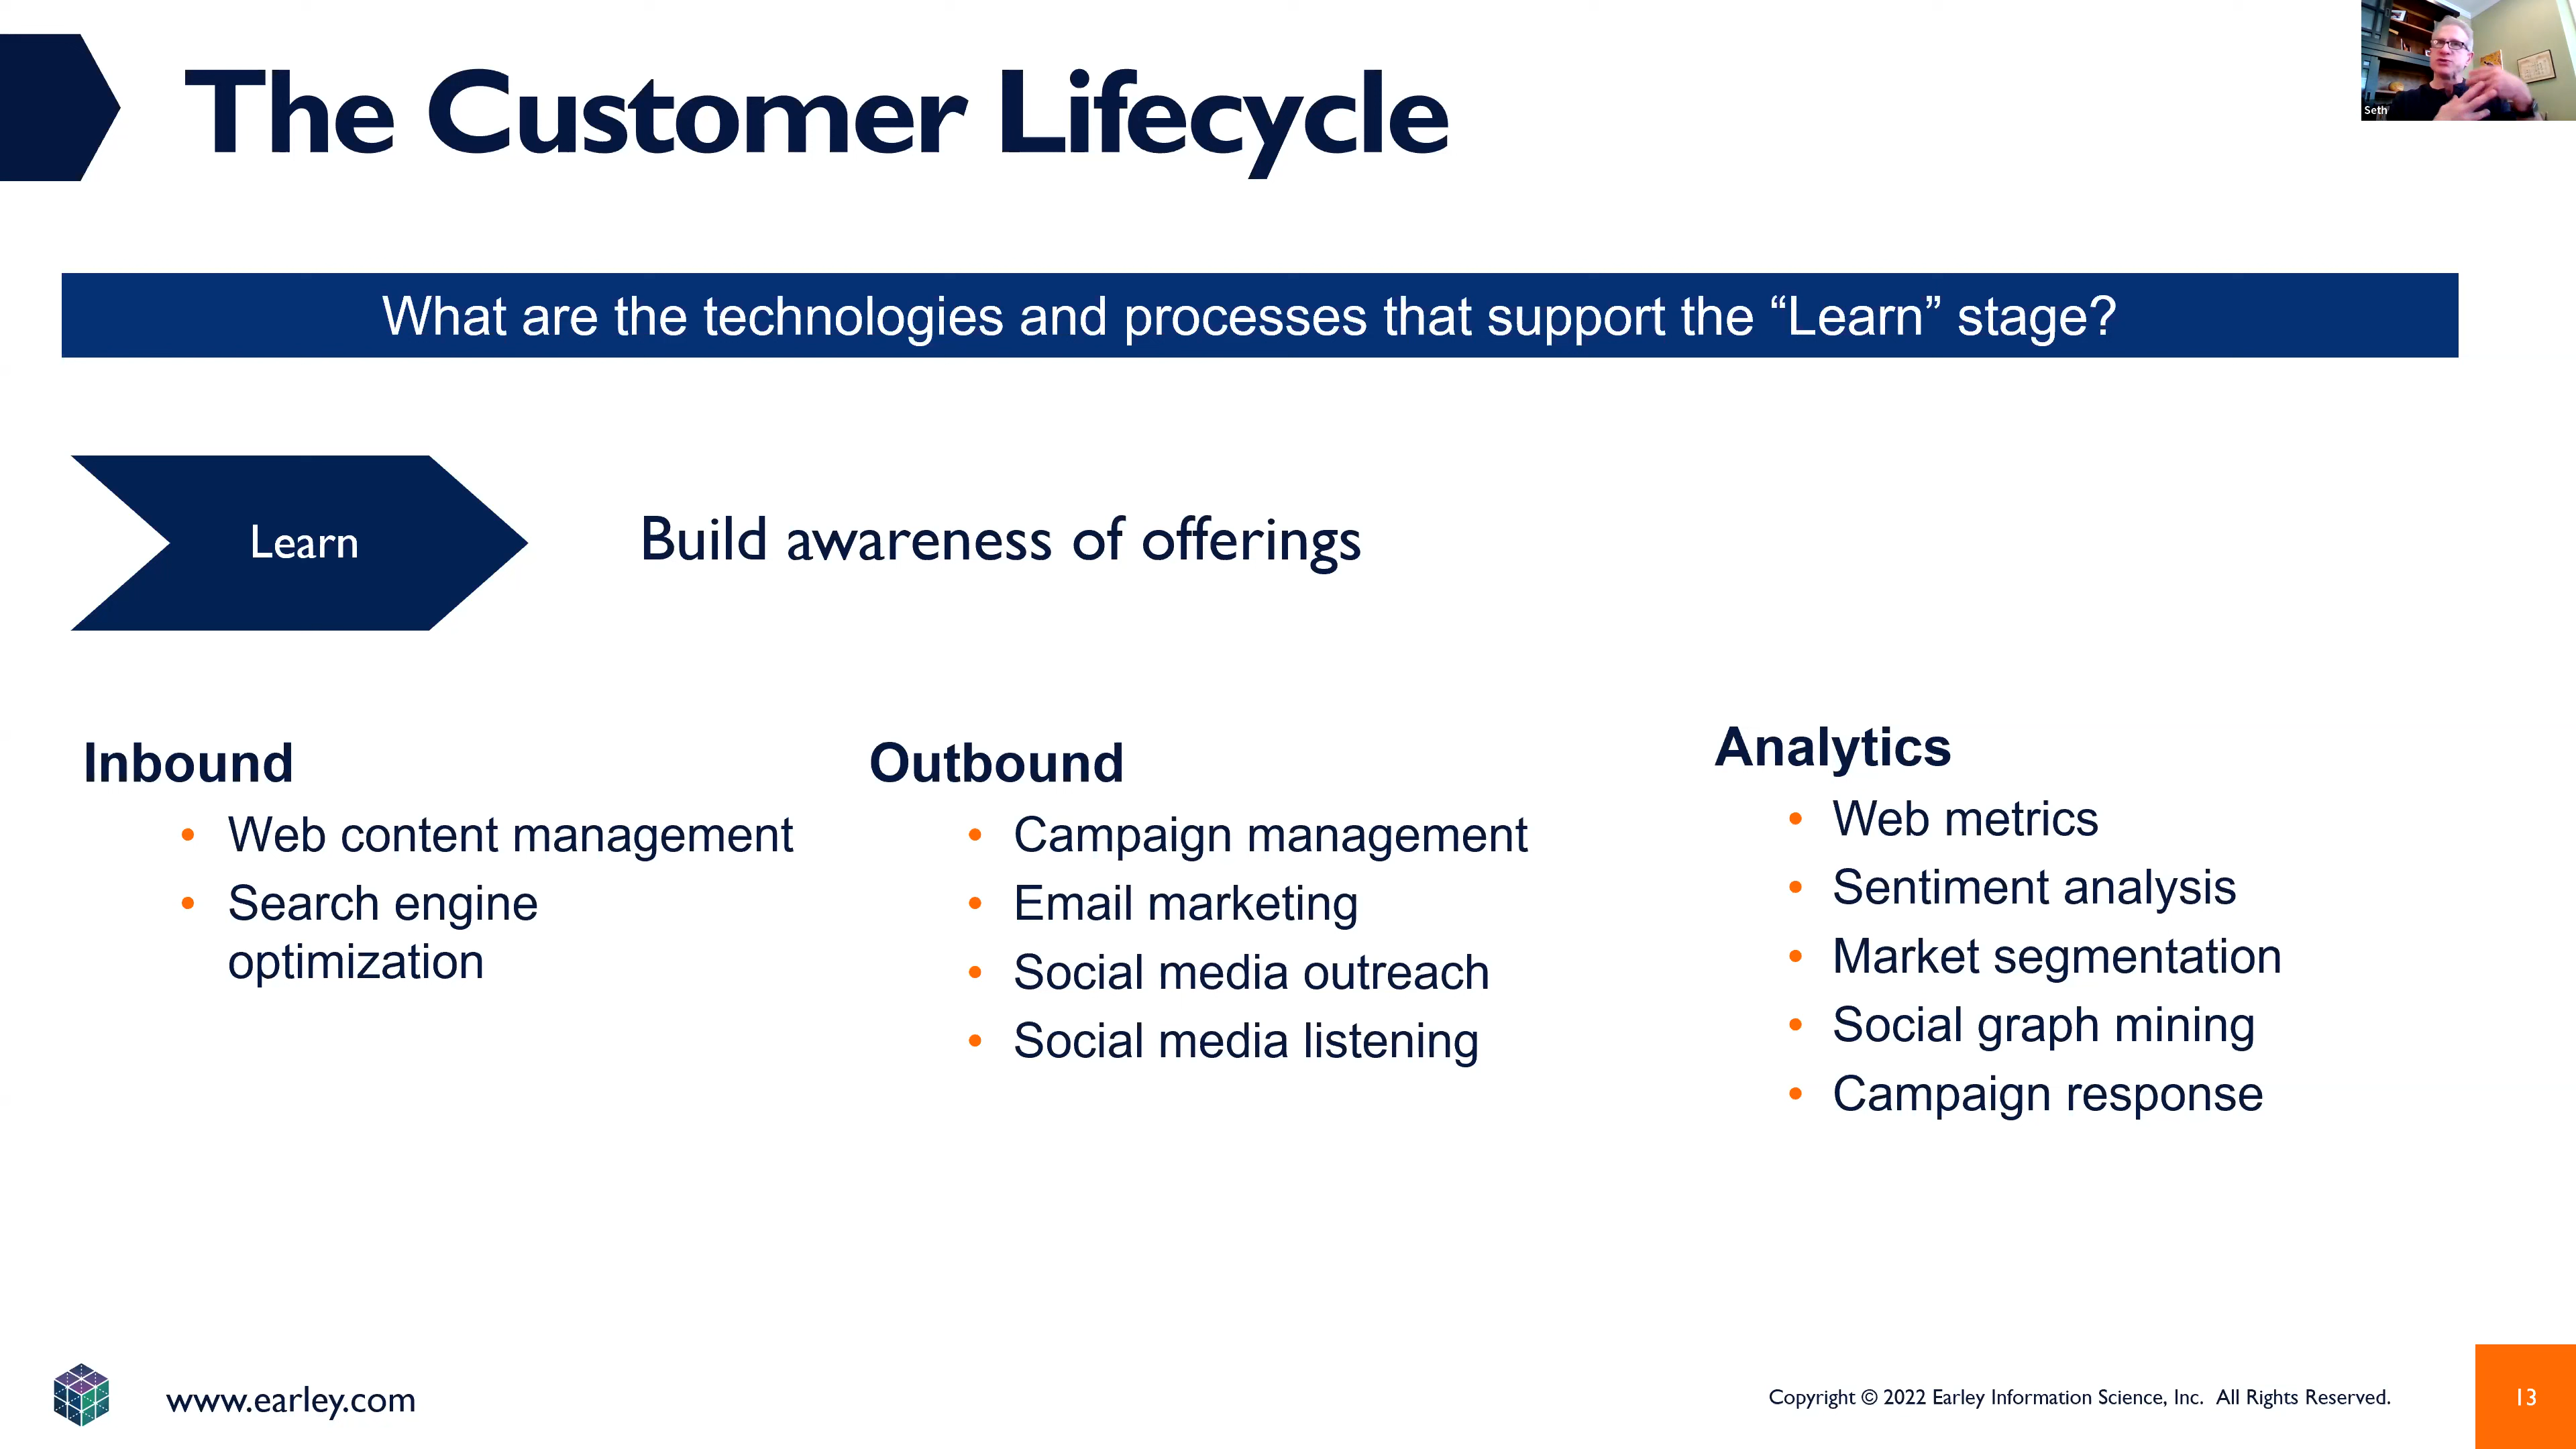 The Customer Lifecycle
Seth
What are the technologies and processes that support the “Learn” stage?
Learn
Build awareness of offerings
Inbound
• Web content management
• Search engine
optimization
Outbound
• Campaign management
• Email marketing
• Social media outreach
• Social media listening
Analytics
• Web metrics
• Sentiment analysis
• Market segmentation
• Social graph mining
• Campaign response
www.earley.com
Copyright © 2022 Earley Information Science, Inc. All Rights Reserved.
13